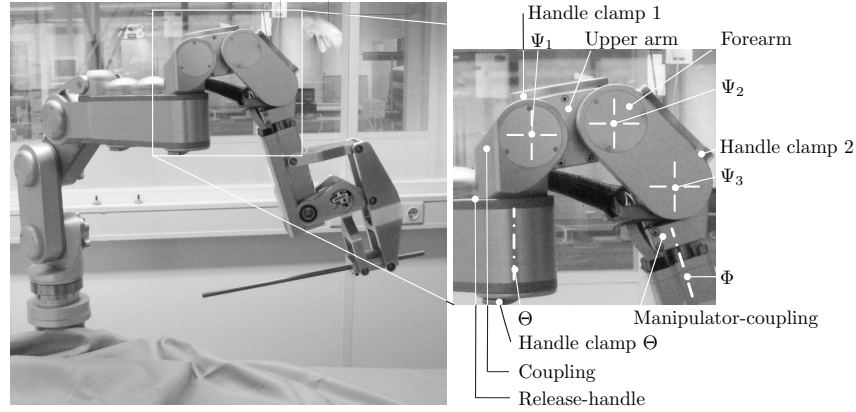 Handle clamp 1
Ψ1 Upper arm Forearm
Ψ2
Handle clamp 2
Ψ3
Φ
Θ Manipulator-coupling
Handle clamp Θ
Coupling
Release-handle